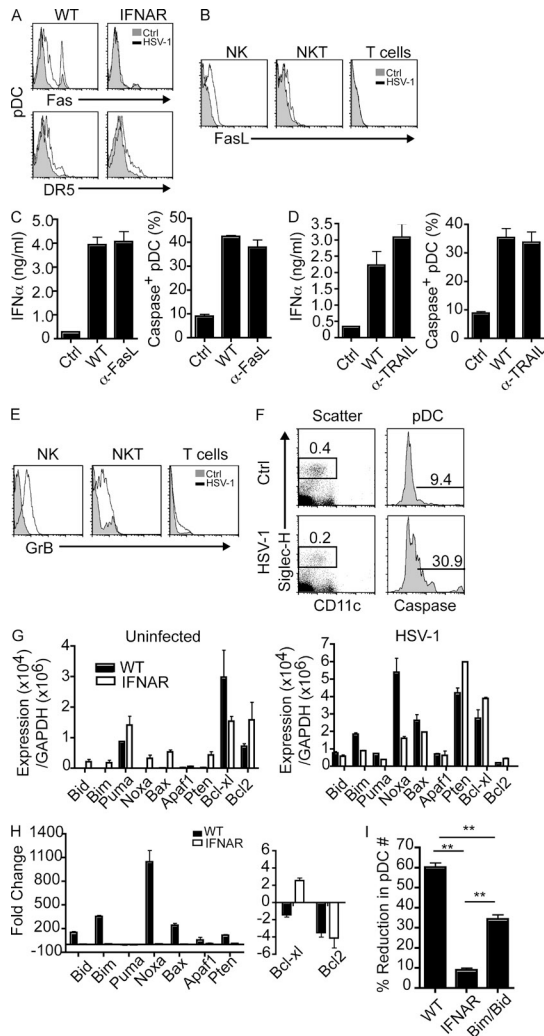 A
WT
IFNAR
Ctrl
HSV-1
pDC
Fas
DR5
B
NK
NKT
T cells
Ctrl
HSV-1
FasL
C
IFNα (ng/ml)
4.0
3.0
2.0
1.0
0
Ctrl
WT
α-FasL
Caspase+ pDC (%)
50
40
30
20
10
0
Ctrl
WT
α-FasL
D
IFNα (ng/ml)
3.5
3.0
2.5
2.0
1.5
1.0
0.5
0
Ctrl
WT
α-TRAIL
Caspase+ pDC (%)
50
40
30
20
10
0
Ctrl
WT
α-TRAIL
E
NK
NKT
T cells
Ctrl
HSV-1
GrB
F
Scatter
pDC
Ctrl
0.4
9.4
HSV-1
Siglec-H
0.2
30.9
CD11c
Caspase
G
Uninfected
Expression (x10⁴)
/GAPDH (x10⁶)
4
3
2
1
0
WT
IFNAR
Bid
Bim
Puma
Noxa
Bax
Apaf1
Pten
Bcl-xl
Bcl2
HSV-1
Expression (x10⁴)
/GAPDH (x10⁶)
7
6
5
4
3
2
1
0
Bid
Bim
Puma
Noxa
Bax
Apaf1
Pten
Bcl-xl
Bcl2
H
Fold Change
1400
1100
800
500
200
-100
WT
IFNAR
Bid
Bim
Puma
Noxa
Bax
Apaf1
Pten
6
4
2
0
-2
-4
-6
Bcl-xl
Bcl2
I
% Reduction in pDC #
70
60
50
40
30
20
10
0
**
**
**
WT
IFNAR
Bim/Bid